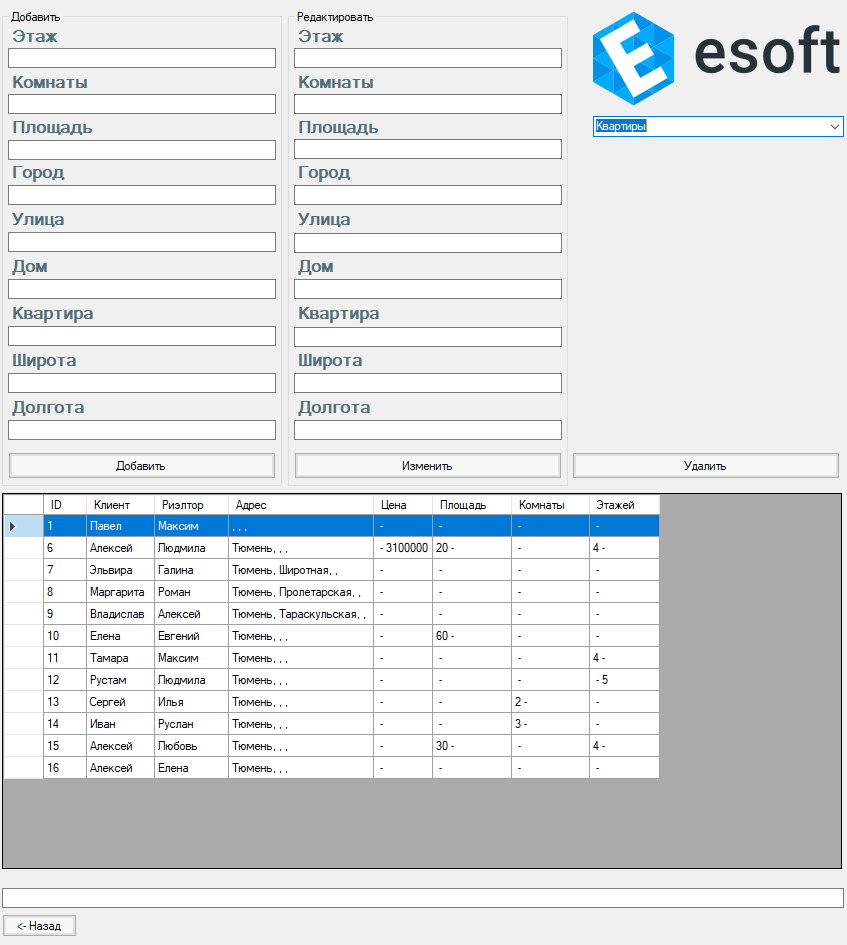 Добавить
Этаж
Комнаты
Площадь
Город
Улица
Дом
Квартира
Широта
Долгота
Добавить
Редактировать
Этаж
Комнаты
Площадь
Город
Улица
Дом
Квартира
Широта
Долгота
Изменить
esoft
Квартиры
Удалить
ID Клиент Риэлтор Адрес Цена Площадь Комнаты Этажей
1 Павел Максим , , , - - - -
6 Алексей Людмила Тюмень, , , - 3100000 20 - - 4 -
7 Эльвира Галина Тюмень, Широтная, , - - - -
8 Маргарита Роман Тюмень, Пролетарская, , - - - -
9 Владислав Алексей Тюмень, Тараскульская, , - - - -
10 Елена Евгений Тюмень, , , - 60 - - -
11 Тамара Максим Тюмень, , , - - - 4 -
12 Рустам Людмила Тюмень, , , - - - - 5
13 Сергей Илья Тюмень, , , - - 2 - -
14 Иван Руслан Тюмень, , , - - 3 - -
15 Алексей Любовь Тюмень, , , - 30 - - 4 -
16 Алексей Елена Тюмень, , , - - - -
<- Назад